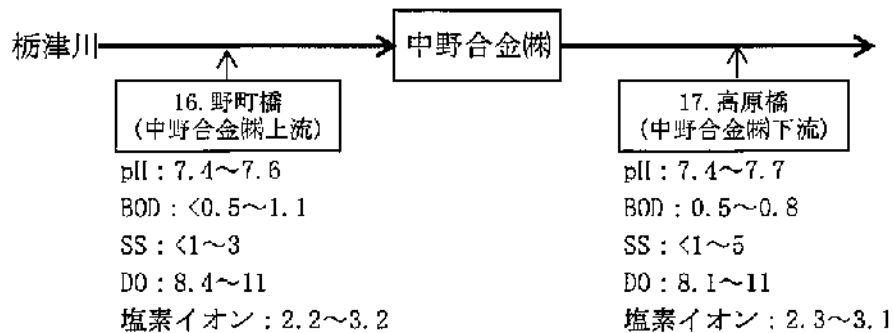 栃津川
中野合金㈱
16.野町橋
(中野合金㈱上流)
pH:7.4～7.6
BOD:<0.5～1.1
SS:<1～3
DO:8.4～11
塩素イオン:2.2～3.2
17.高原橋
(中野合金㈱下流)
pH:7.4～7.7
BOD:0.5～0.8
SS:<1～5
DO:8.1～11
塩素イオン:2.3～3.1